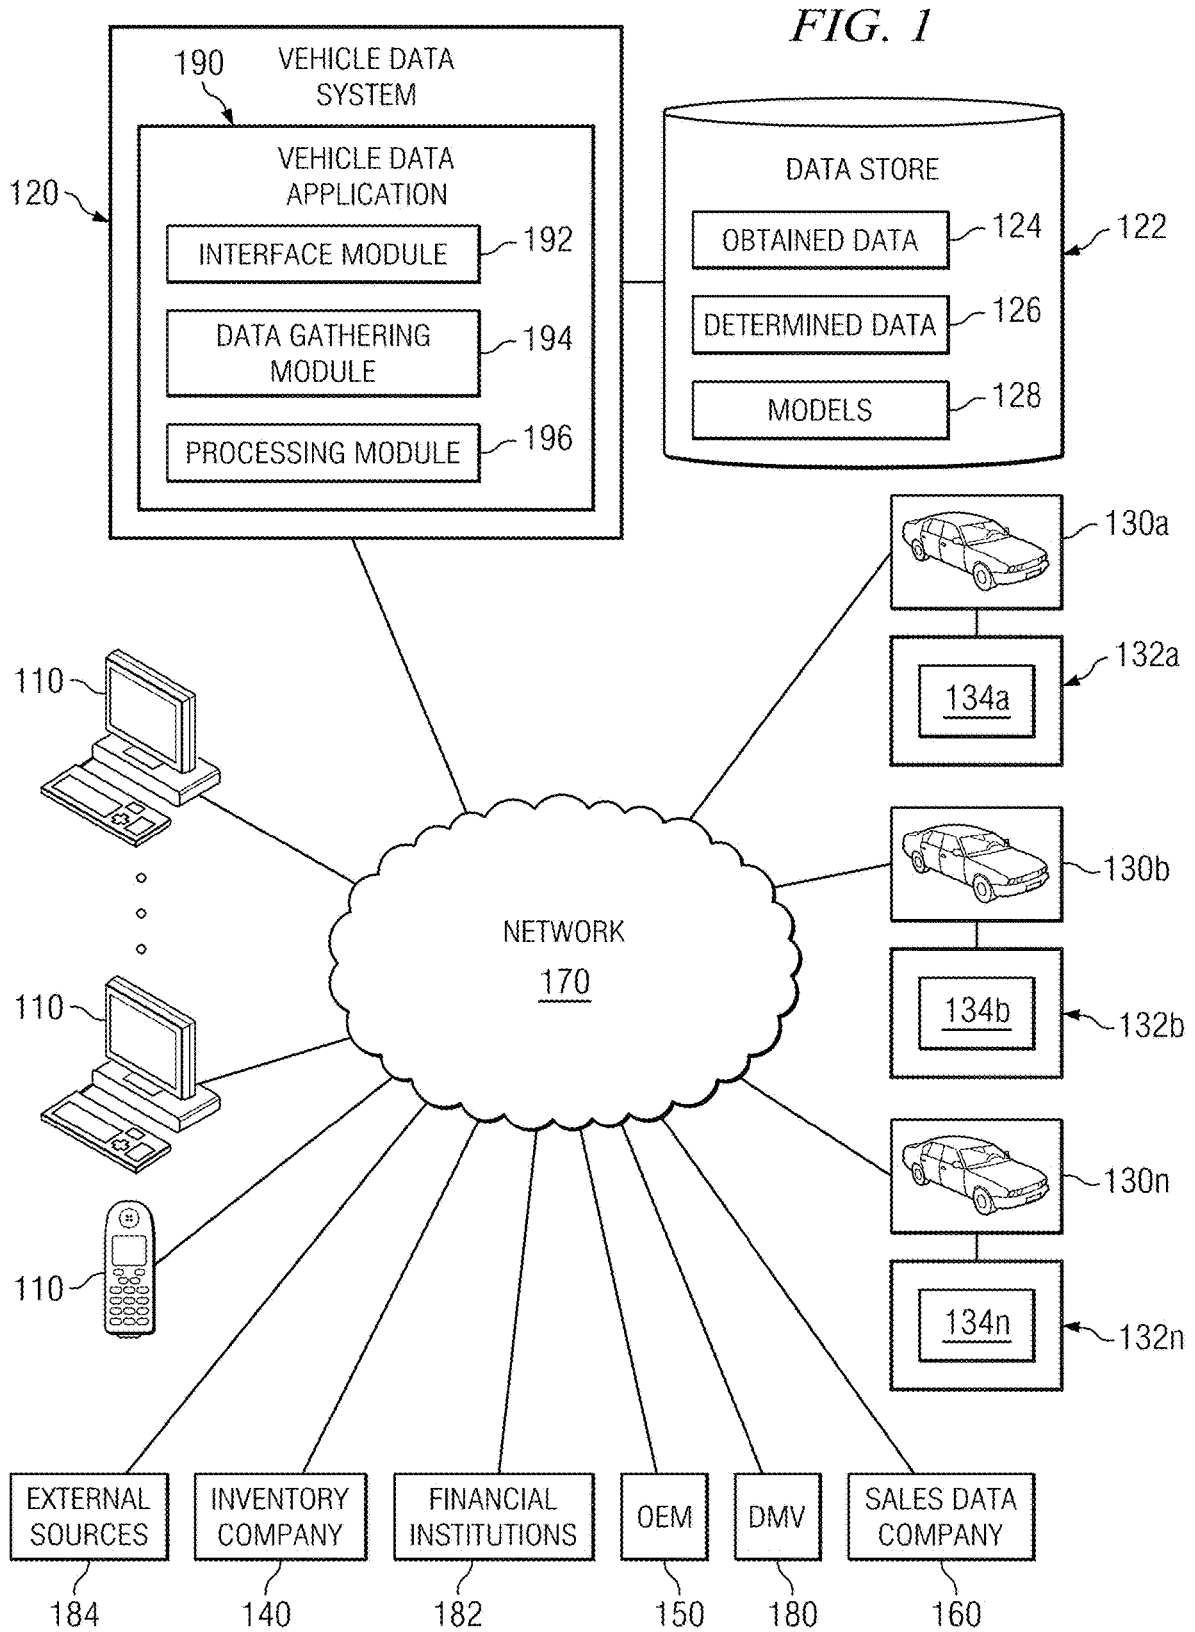 FIG. 1
VEHICLE DATA
SYSTEM
190
VEHICLE DATA
APPLICATION
120
INTERFACE MODULE
192
DATA GATHERING
MODULE
194
PROCESSING MODULE
196
DATA STORE
122
OBTAINED DATA
124
DETERMINED DATA
126
MODELS
128
130a
132a
134a
110
130b
NETWORK
170
110
134b
132b
130n
110
134n
132n
EXTERNAL
SOURCES
INVENTORY
COMPANY
FINANCIAL
INSTITUTIONS
OEM
DMV
SALES DATA
COMPANY
184
140
182
150
180
160